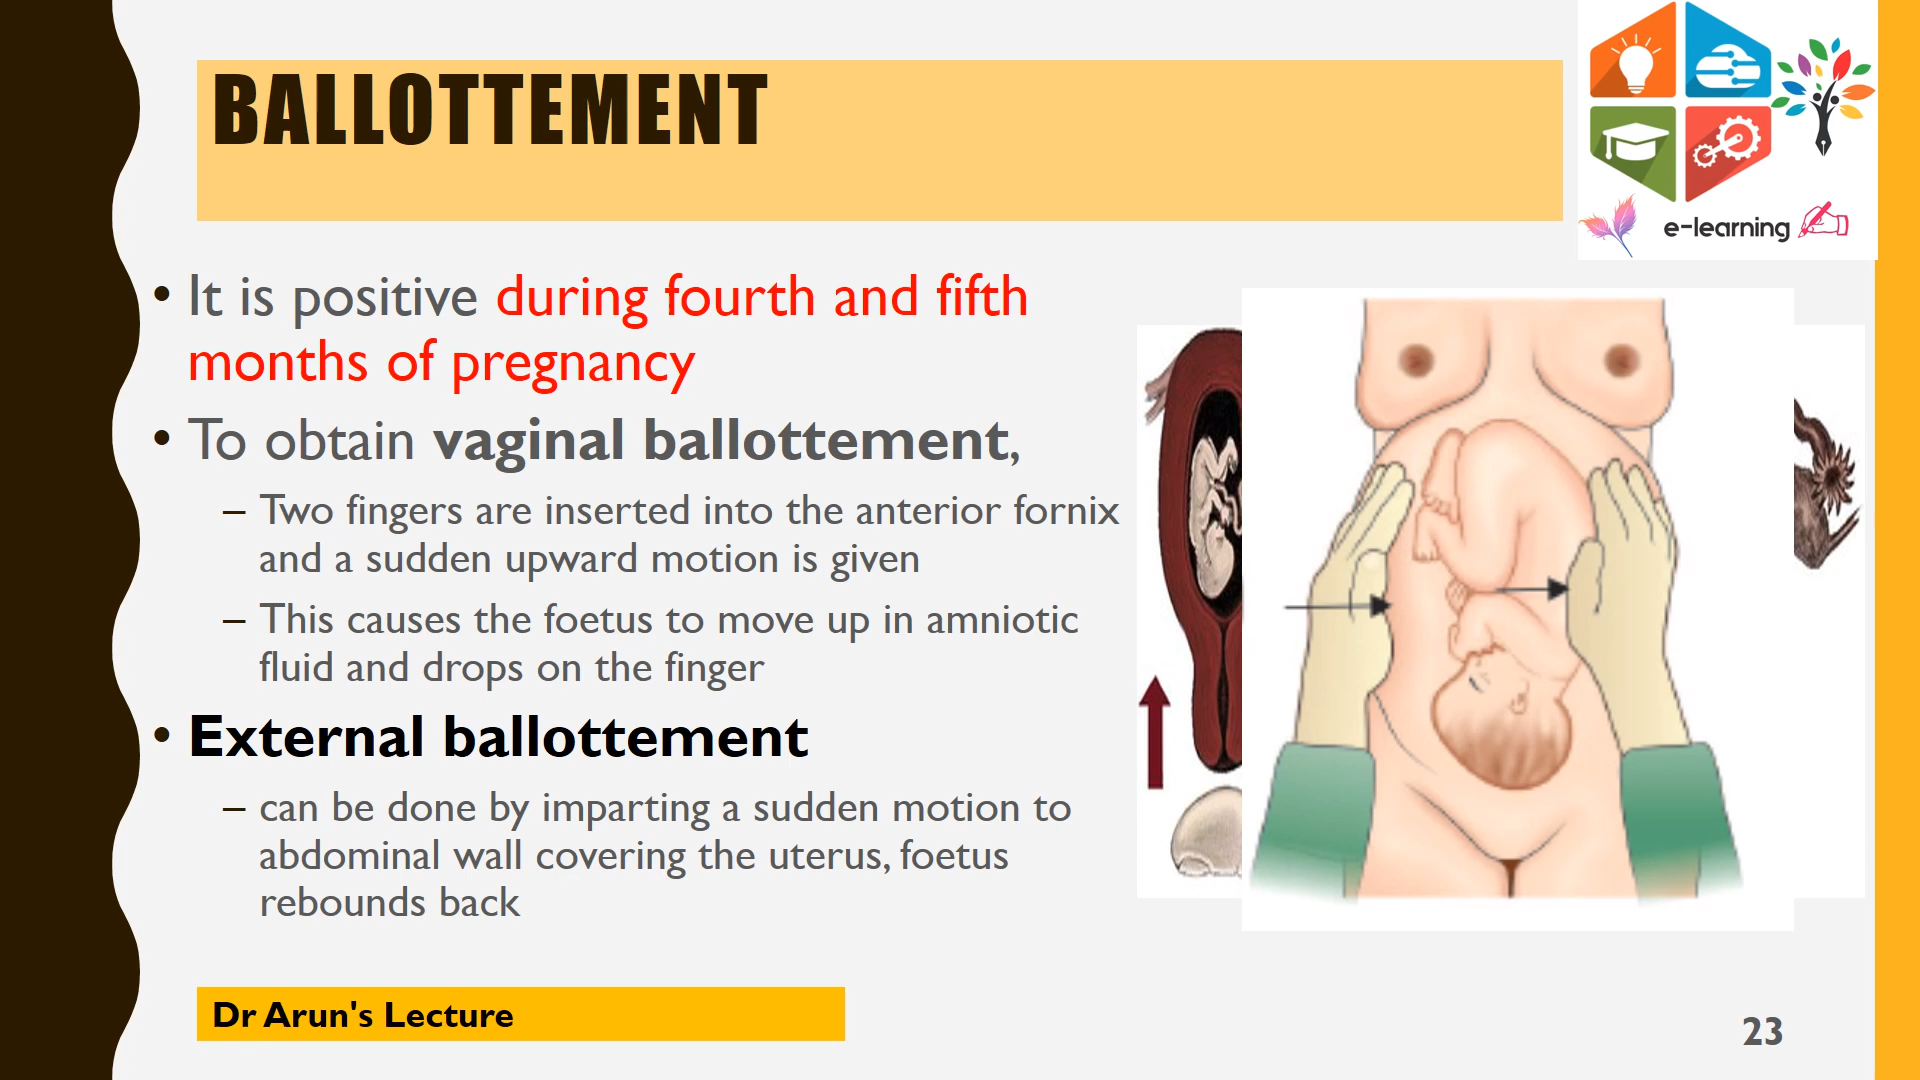 BALLOTTEMENT
e-learning
• It is positive during fourth and fifth
months of pregnancy
• To obtain vaginal ballottement,
– Two fingers are inserted into the anterior fornix
and a sudden upward motion is given
– This causes the foetus to move up in amniotic
fluid and drops on the finger
• External ballottement
– can be done by imparting a sudden motion to
abdominal wall covering the uterus, foetus
rebounds back
Dr Arun's Lecture
23